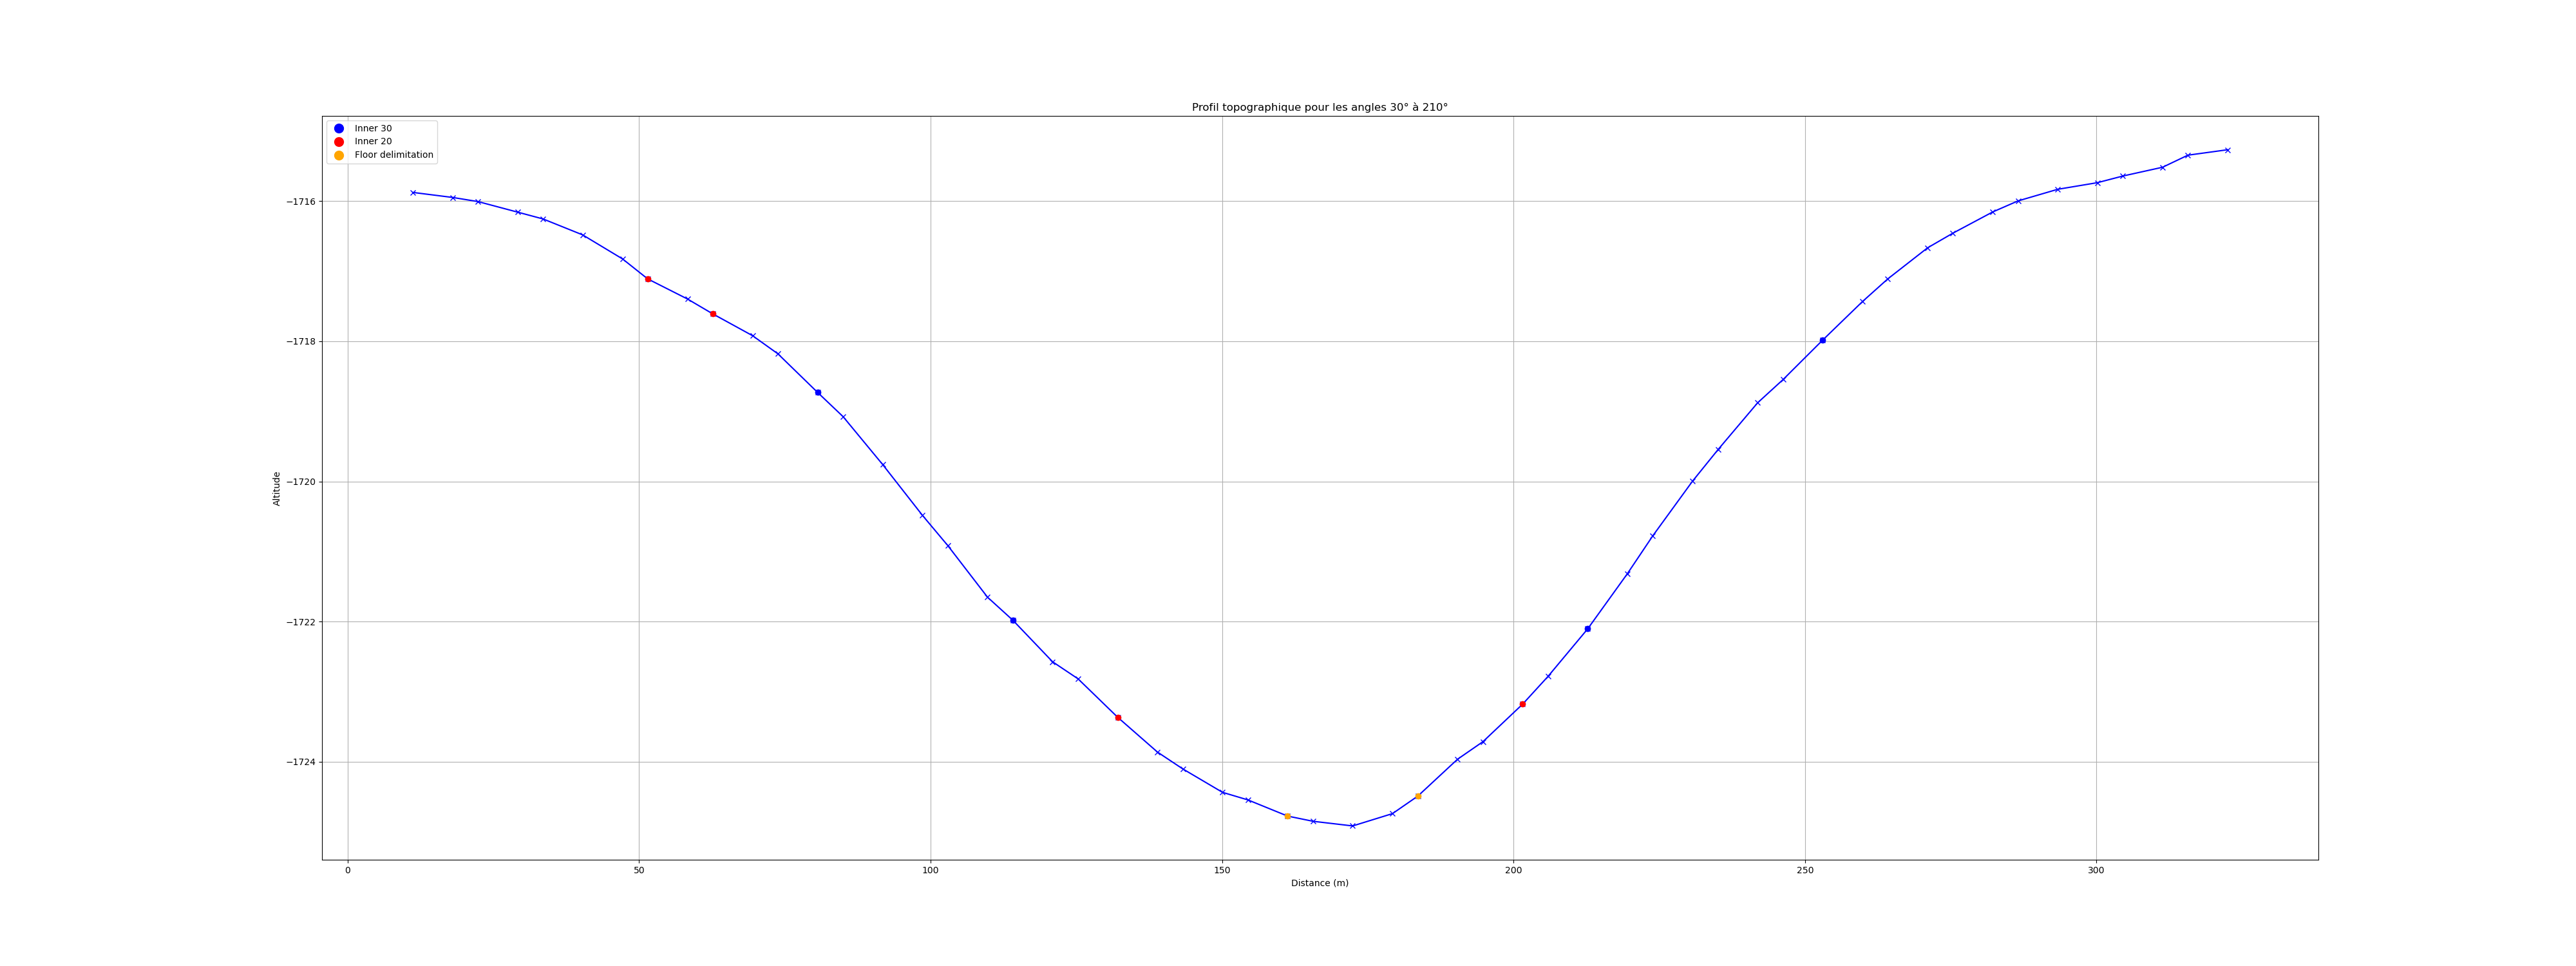 Profil topographique pour les angles 30° à 210°
Inner 30
Inner 20
Floor delimitation
Altitude
−1716
−1718
−1720
−1722
−1724
0 50 100 150 200 250 300
Distance (m)